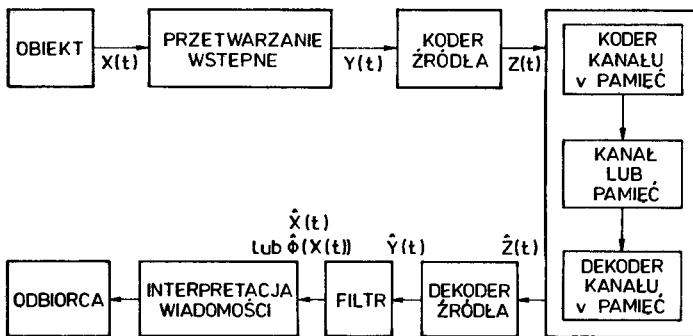 OBIEKT
X(t)
PRZETWARZANIE
WSTEPNE
Y(t)
KODER
ŹRÓDŁA
Z(t)
KODER
KANAŁU
v PAMIĘĆ
KANAŁ
LUB
PAMIĘĆ
DEKODER
KANAŁU
v PAMIĘĆ
Ẑ(t)
DEKODER
ŹRÓDŁA
Ŷ(t)
FILTR
X̂(t)
lub Φ̂(X(t))
INTERPRETACJA
WIADOMOŚCI
ODBIORCA